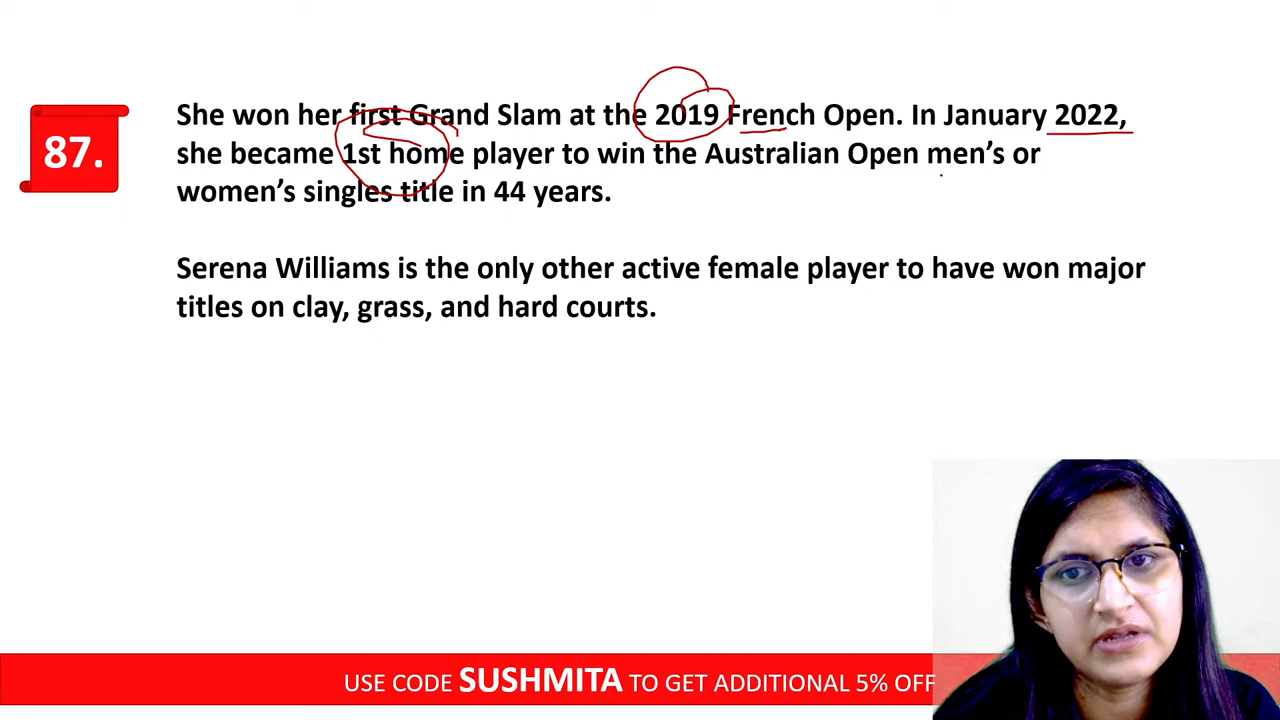 87.
She won her first Grand Slam at the 2019 French Open. In January 2022,
she became 1st home player to win the Australian Open men's or
women's singles title in 44 years.
Serena Williams is the only other active female player to have won major
titles on clay, grass, and hard courts.
USE CODE SUSHMITA TO GET ADDITIONAL 5% OFF